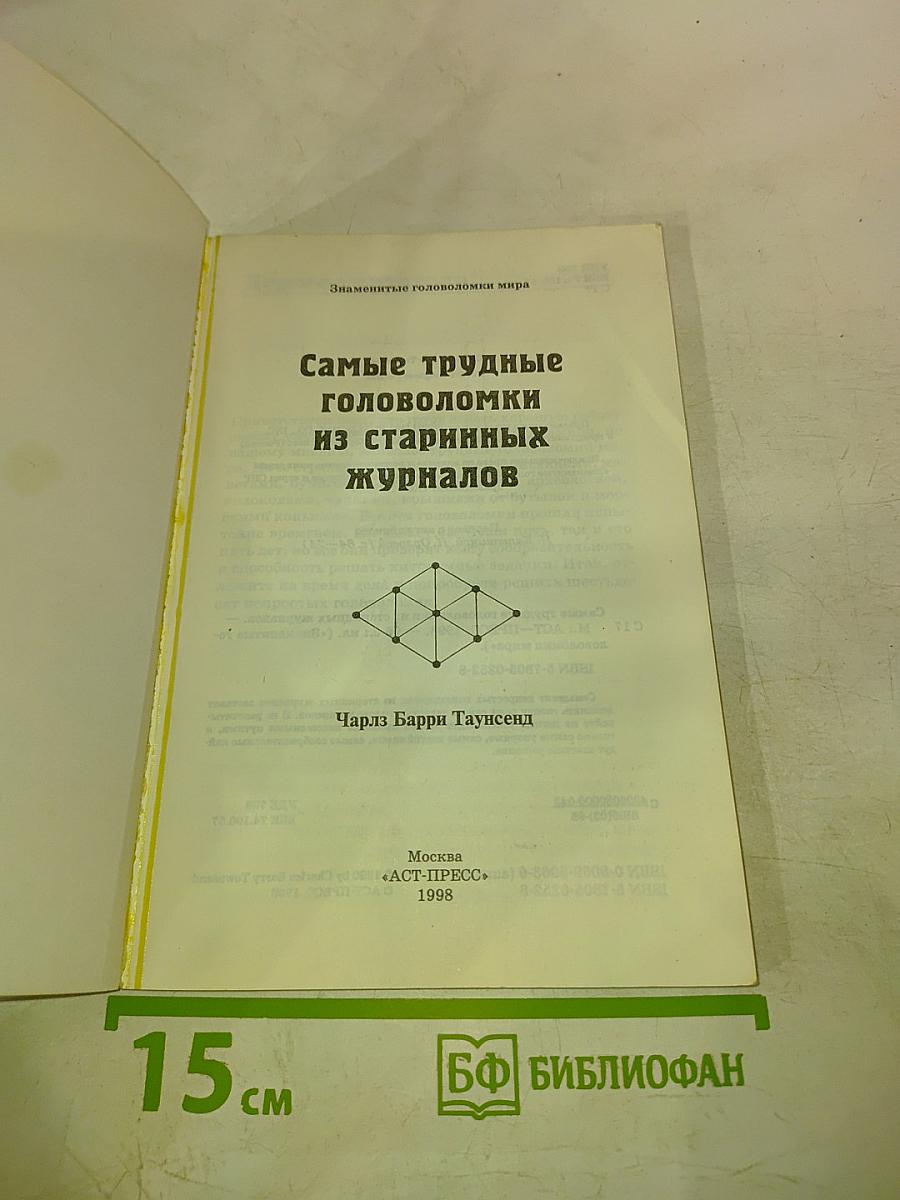 Знаменитые головоломки мира
Самые трудные
головоломки
из старинных
журналов
Чарлз Барри Таунсенд
Москва
«АСТ-ПРЕСС»
1998
15 см
БФ БИБЛИОФАН